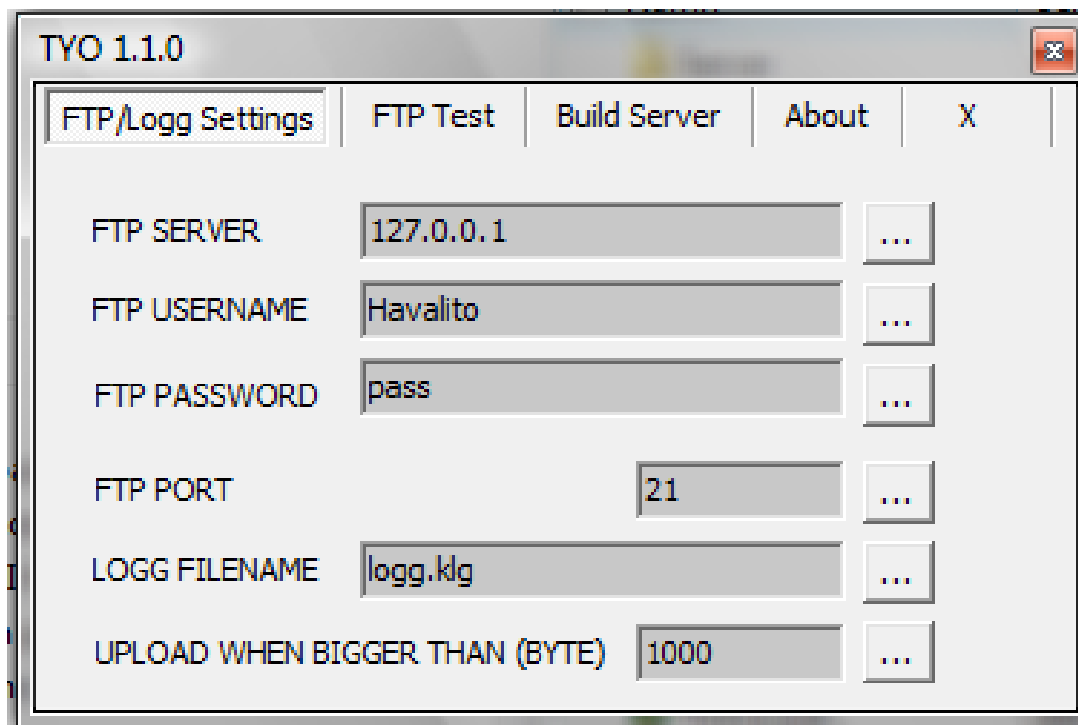 TYO 1.1.0
FTP/Logg Settings FTP Test Build Server About X
FTP SERVER 127.0.0.1 ...
FTP USERNAME Havalito ...
FTP PASSWORD pass ...
FTP PORT 21 ...
LOGG FILENAME logg.klg ...
UPLOAD WHEN BIGGER THAN (BYTE) 1000 ...